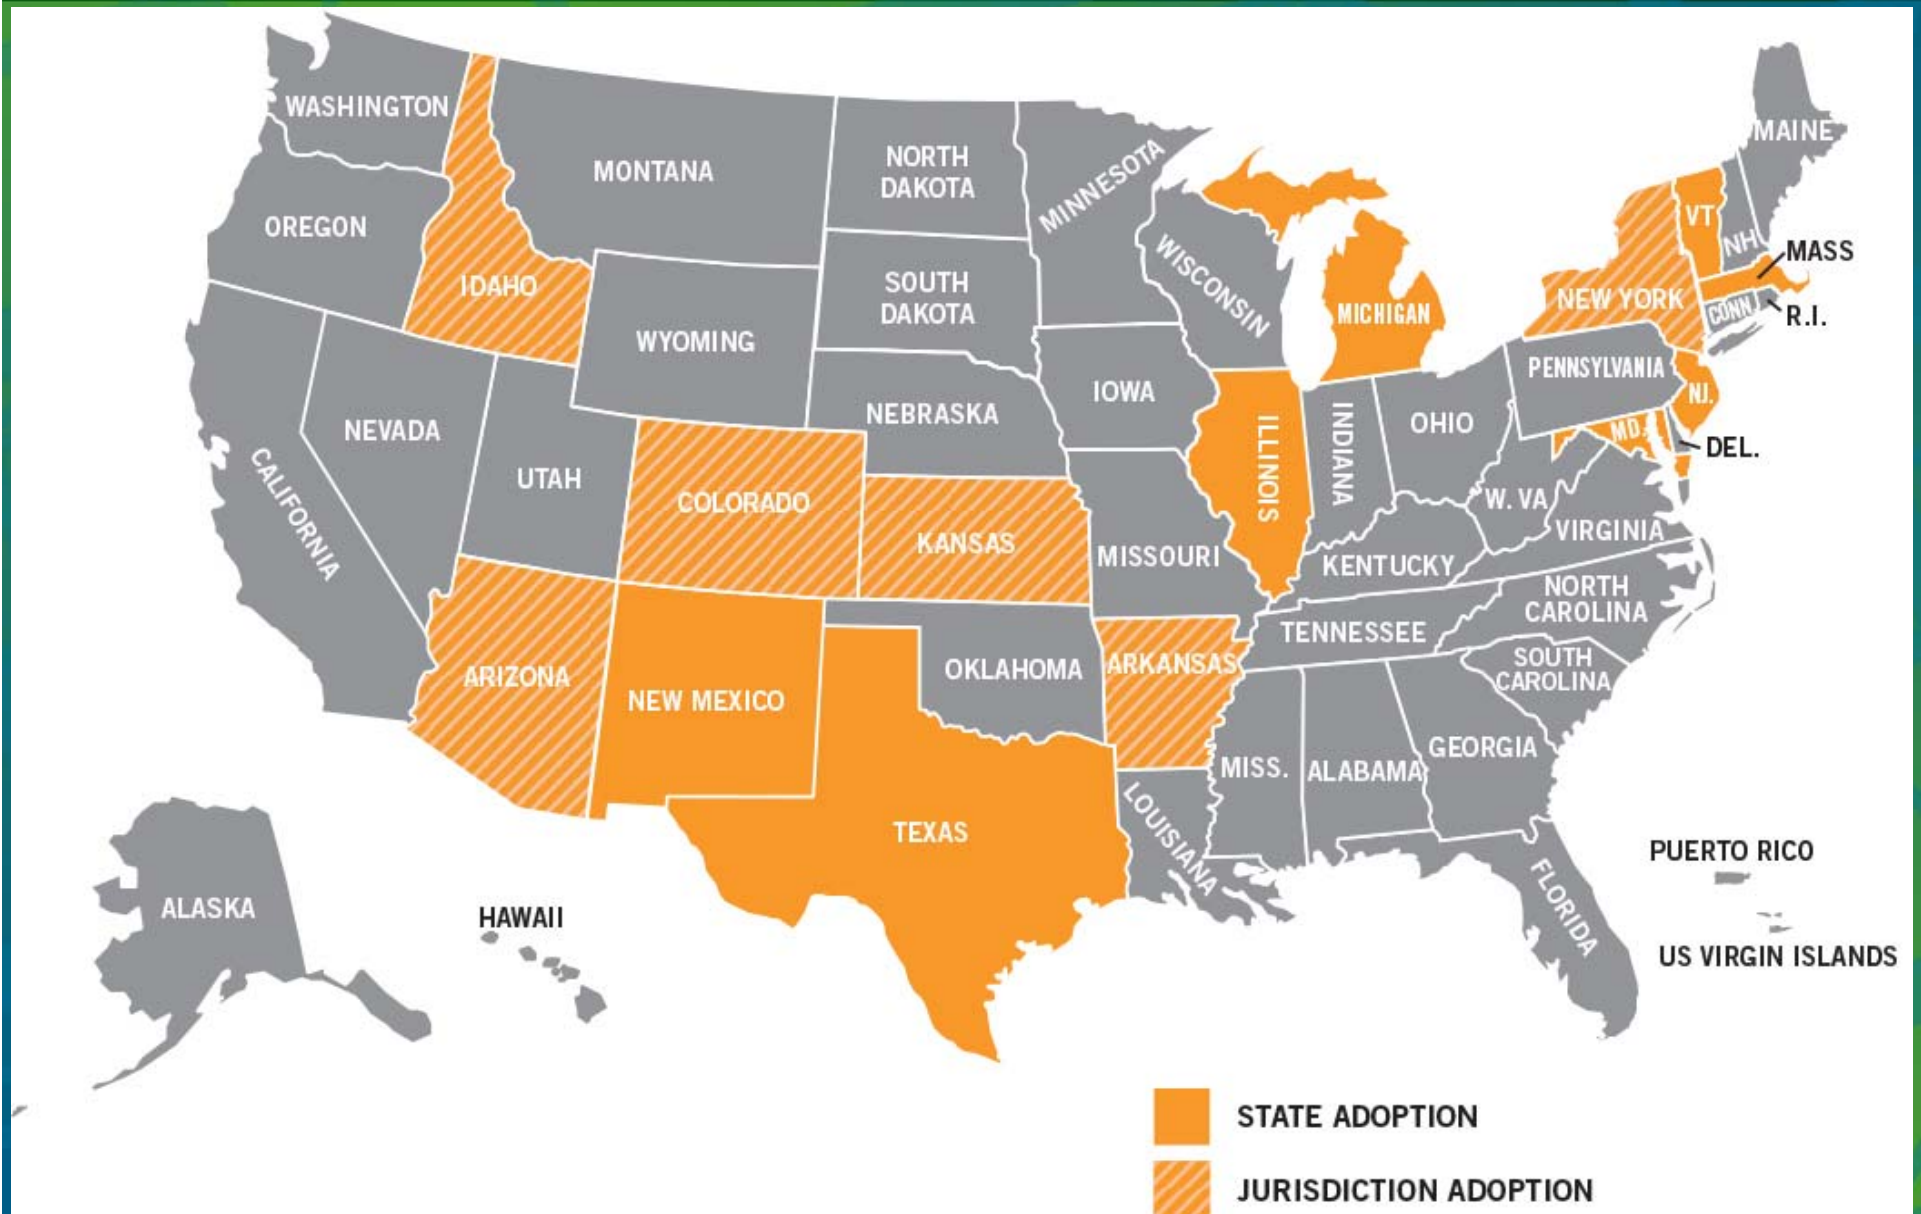 WASHINGTON
MONTANA
NORTH
DAKOTA
MINNESOTA
MAINE
OREGON
IDAHO
SOUTH
DAKOTA
WISCONSIN
MICHIGAN
VT
NH
MASS
NEW YORK
CONN.
R.I.
WYOMING
IOWA
PENNSYLVANIA
NJ.
NEVADA
UTAH
NEBRASKA
ILLINOIS
INDIANA
OHIO
MD.
DEL.
CALIFORNIA
COLORADO
KANSAS
MISSOURI
KENTUCKY
W. VA
VIRGINIA
NORTH
CAROLINA
TENNESSEE
ARIZONA
NEW MEXICO
OKLAHOMA
ARKANSAS
SOUTH
CAROLINA
MISS.
ALABAMA
GEORGIA
TEXAS
LOUISIANA
FLORIDA
PUERTO RICO
ALASKA
HAWAII
US VIRGIN ISLANDS
STATE ADOPTION
JURISDICTION ADOPTION